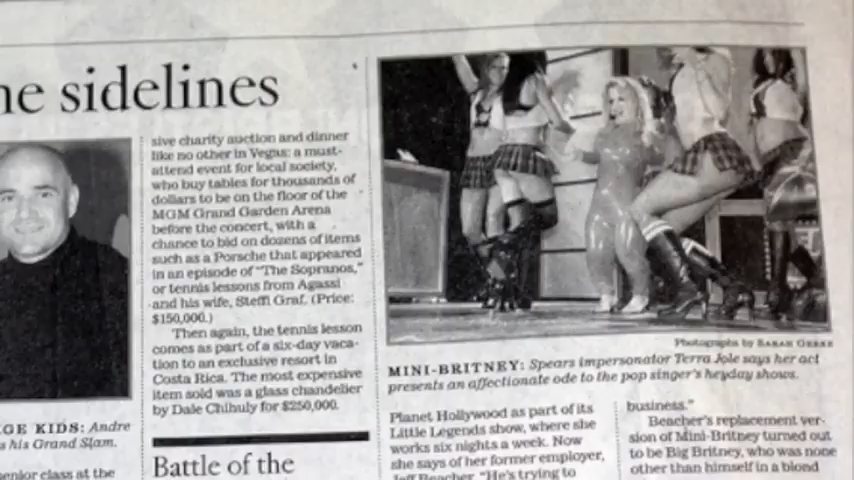 ne sidelines
sive charity auction and dinner
like no other in Vegas: a must-
attend event for local society,
who buy tables for thousands of
dollars to be on the floor of the
MGM Grand Garden Arena
before the concert, with a
chance to bid on dozens of items
such as a Porsche that appeared
in an episode of "The Sopranos,"
or tennis lessons from Agassi
and his wife, Steffi Graf. (Price:
$150,000.)
Then again, the tennis lesson
comes as part of a six-day vaca-
tion to an exclusive resort in
Costa Rica. The most expensive
item sold was a glass chandelier
by Dale Chihuly for $250,000.
GE KIDS: Andre
s his Grand Slam.
enior class at the
Battle of the
Photographs by SARAH GERKE
MINI-BRITNEY: Spears impersonator Terra Jole says her act
presents an affectionate ode to the pop singer's heyday shows.
Planet Hollywood as part of its
Little Legends show, where she
works six nights a week. Now
she says of her former employer,
Jeff Beacher, "He's trying to
business."
Beacher's replacement ver-
sion of Mini-Britney turned out
to be Big Britney, who was none
other than himself in a blond